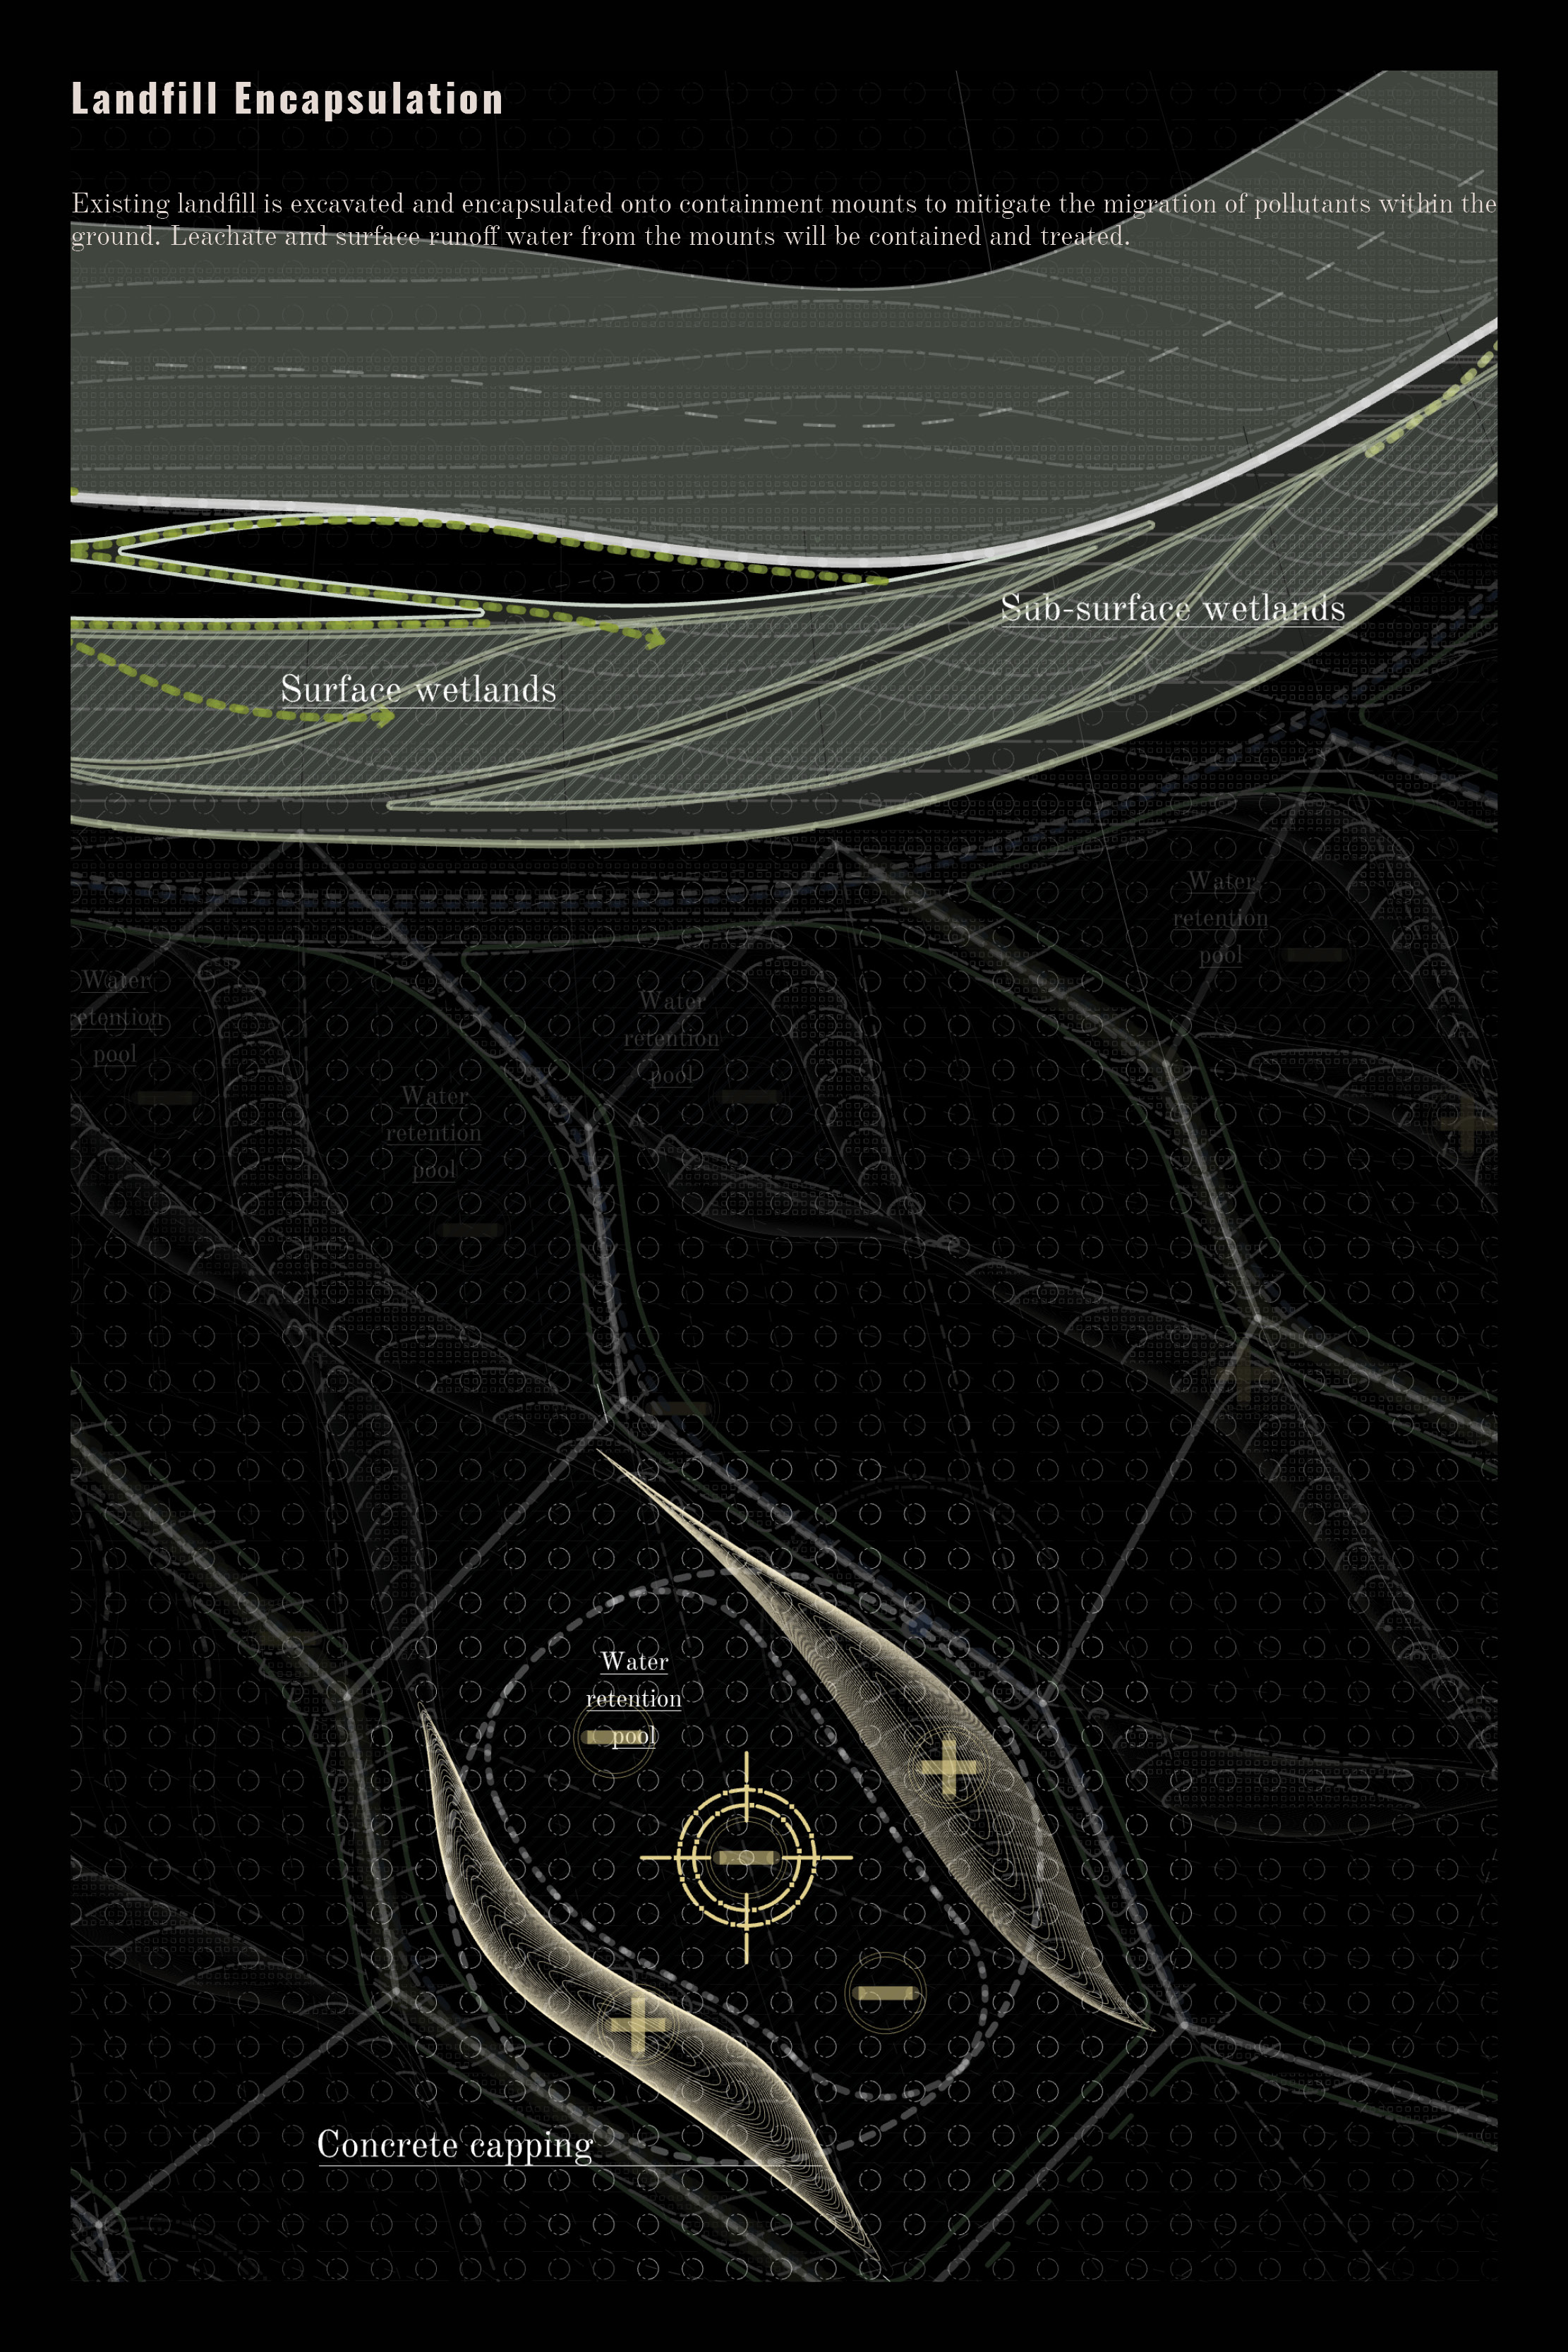 Landfill Encapsulation
Existing landfill is excavated and encapsulated onto containment mounts to mitigate the migration of pollutants within the
ground. Leachate and surface runoff water from the mounts will be contained and treated.
Sub-surface wetlands
Surface wetlands
Water
retention
pool
Water
etention
pool
Water
retention
pool
Water
retention
pool
Water
retention
pool
Concrete capping